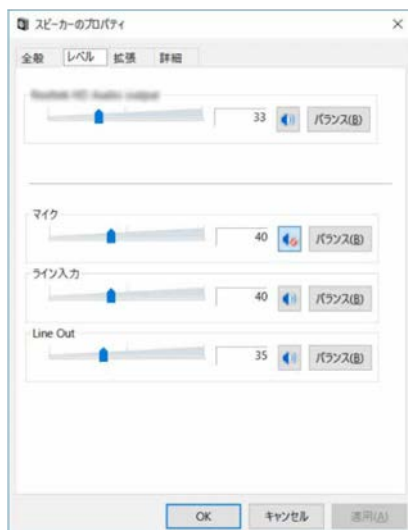 スピーカーのプロパティ
全般 レベル 拡張 詳細
33 バランス(B)
マイク
40 バランス(B)
ライン入力
40 バランス(B)
Line Out
35 バランス(B)
OK キャンセル 適用(A)